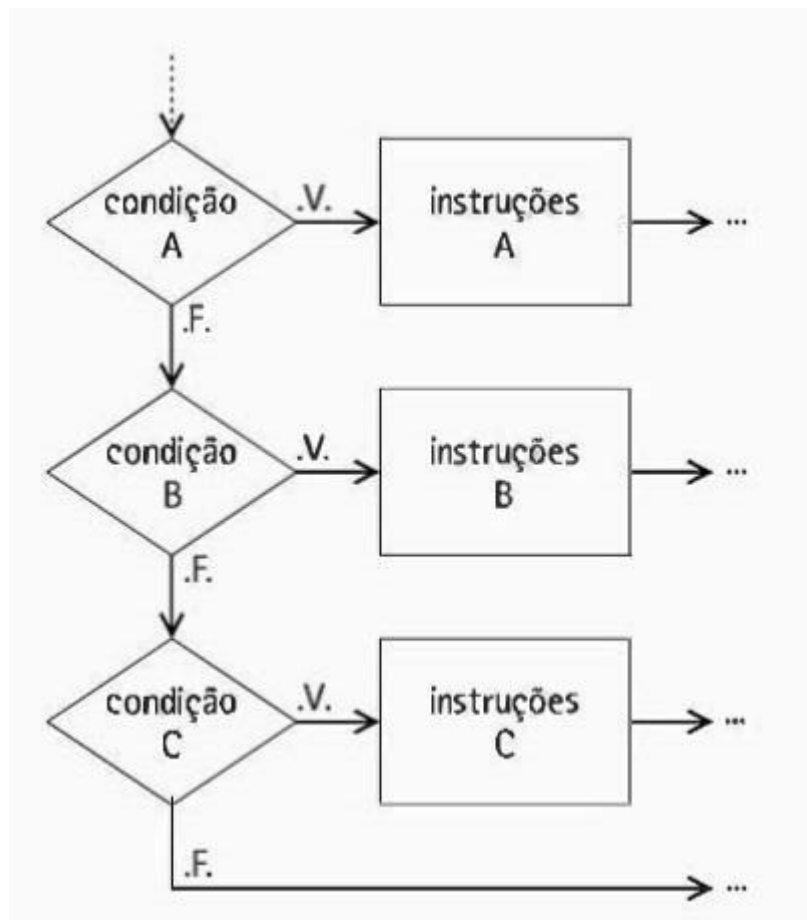 condição
A
.V.
instruções
A
...
.F.
condição
B
.V.
instruções
B
...
.F.
condição
C
.V.
instruções
C
...
.F.
...